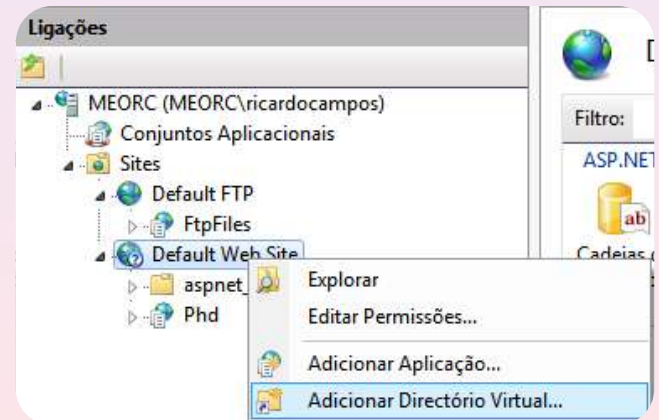 Ligações
MEORC (MEORC\ricardocampos)
Conjuntos Aplicacionais
Sites
Default FTP
FtpFiles
Default Web Site
aspnet_
Phd
Explorar
Editar Permissões...
Adicionar Aplicação...
Adicionar Directório Virtual...
D
Filtro:
ASP.NET
ab
Cadeias